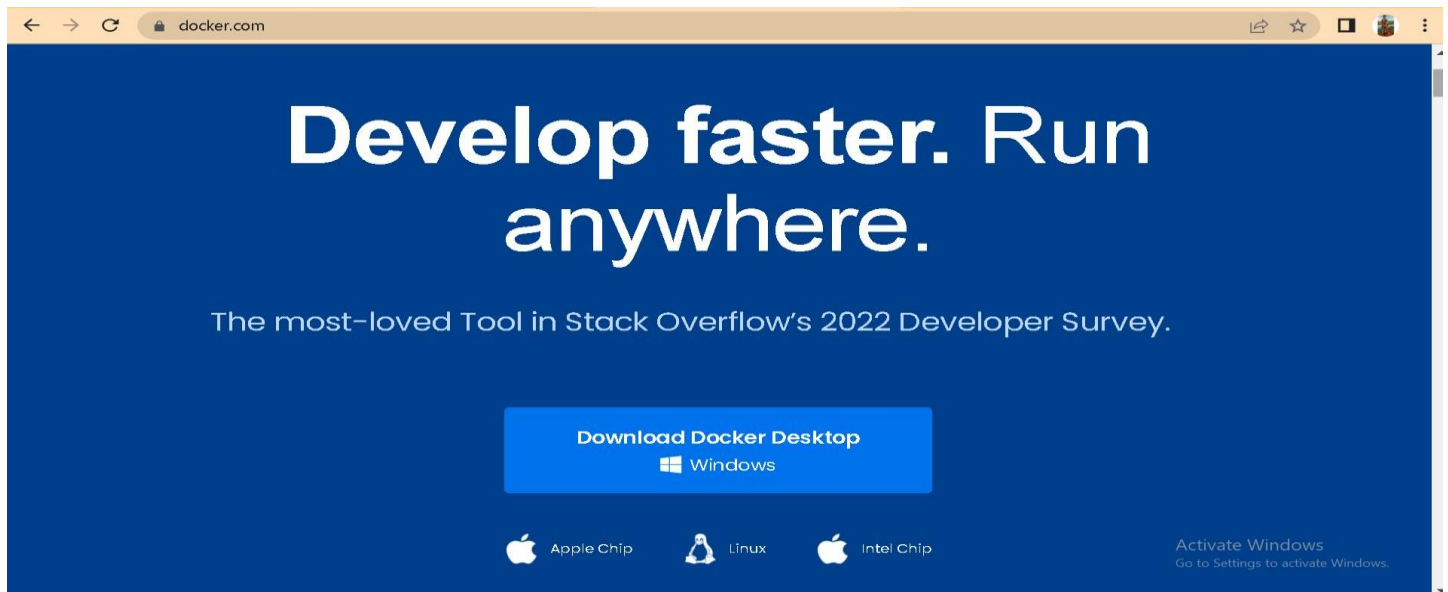 docker.com
Develop faster. Run
anywhere.
The most-loved Tool in Stack Overflow's 2022 Developer Survey.
Download Docker Desktop
Windows
Apple Chip Linux Intel Chip
Activate Windows
Go to Settings to activate Windows.